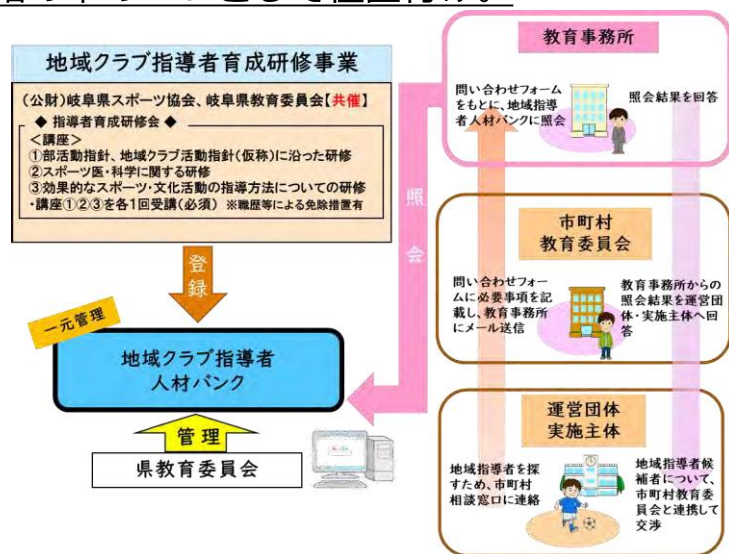 として位置付け。
地域クラブ指導者育成研修事業
(公財)岐阜県スポーツ協会、岐阜県教育委員会【共催】
◆ 指導者育成研修会 ◆
<講座>
①部活動指針、地域クラブ活動指針(仮称)に沿った研修
②スポーツ医・科学に関する研修
③効果的なスポーツ・文化活動の指導方法についての研修
・講座①②③を各1回受講(必須) ※職歴等による免除措置有
登録
一元管理
地域クラブ指導者
人材バンク
管理
県教育委員会
照会
教育事務所
問い合わせフォーム
をもとに、地域指導
者人材バンクに照会
照会結果を回答
市町村
教育委員会
問い合わせフォー
ムに必要事項を記
載し、教育事務所
にメール送信
教育事務所からの
照会結果を運営団
体・実施主体へ回
答
運営団体
実施主体
地域指導者を探
すため、市町村
相談窓口に連絡
地域指導者候
補者について、
市町村教育委
員会と連携して
交渉